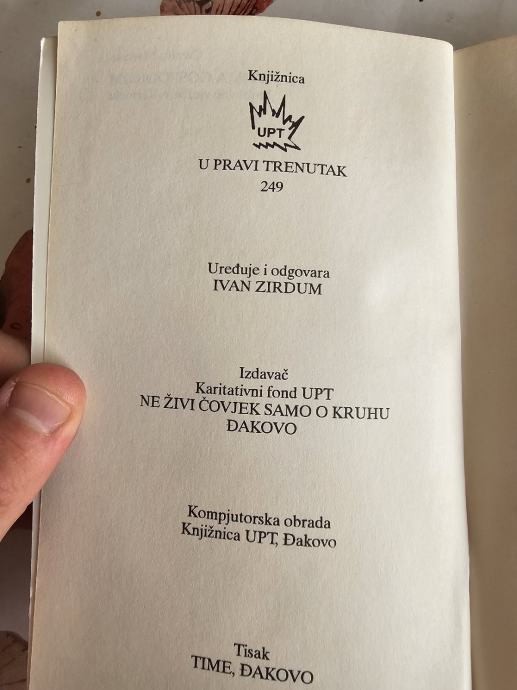 Knjižnica
UPT
U PRAVI TRENUTAK
249
Uređuje i odgovara
IVAN ZIRDUM
Izdavač
Karitativni fond UPT
NE ŽIVI ČOVJEK SAMO O KRUHU
ĐAKOVO
Kompjutorska obrada
Knjižnica UPT, Đakovo
Tisak
TIME, ĐAKOVO